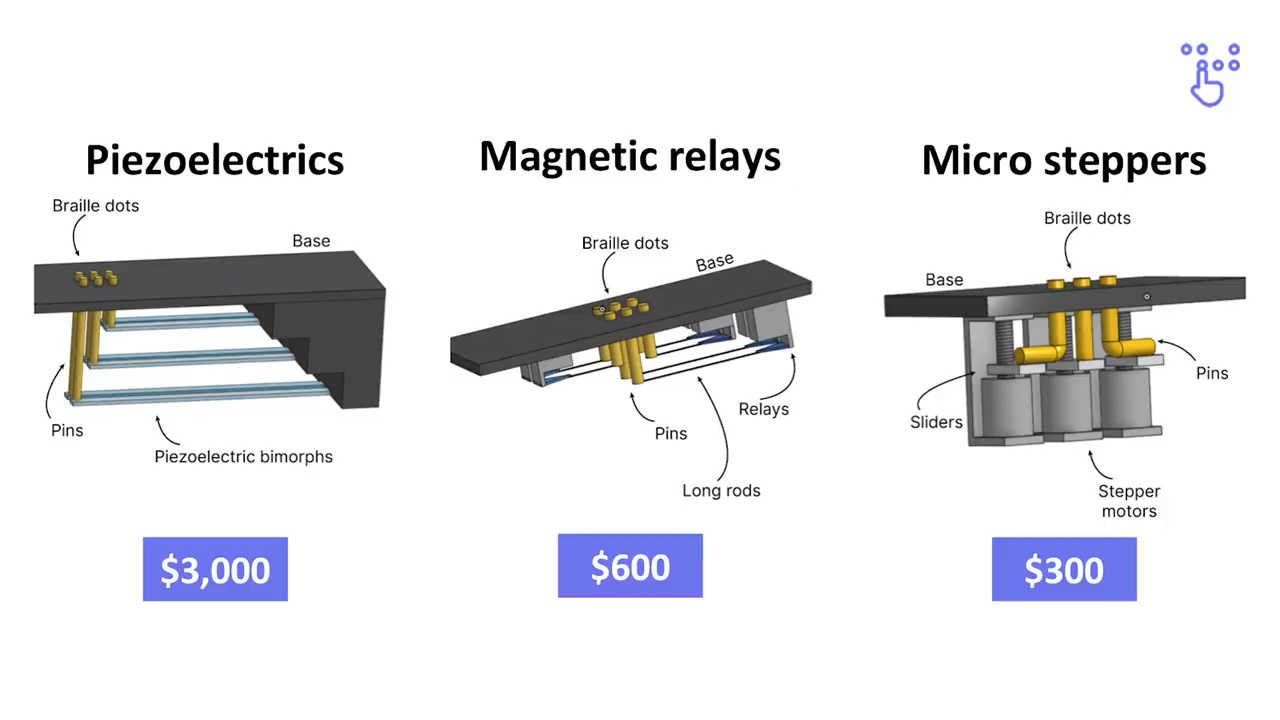 Piezoelectrics
Braille dots
Base
Pins
Piezoelectric bimorphs
$3,000
Magnetic relays
Braille dots
Base
Relays
Pins
Long rods
$600
Micro steppers
Braille dots
Base
Pins
Sliders
Stepper
motors
$300